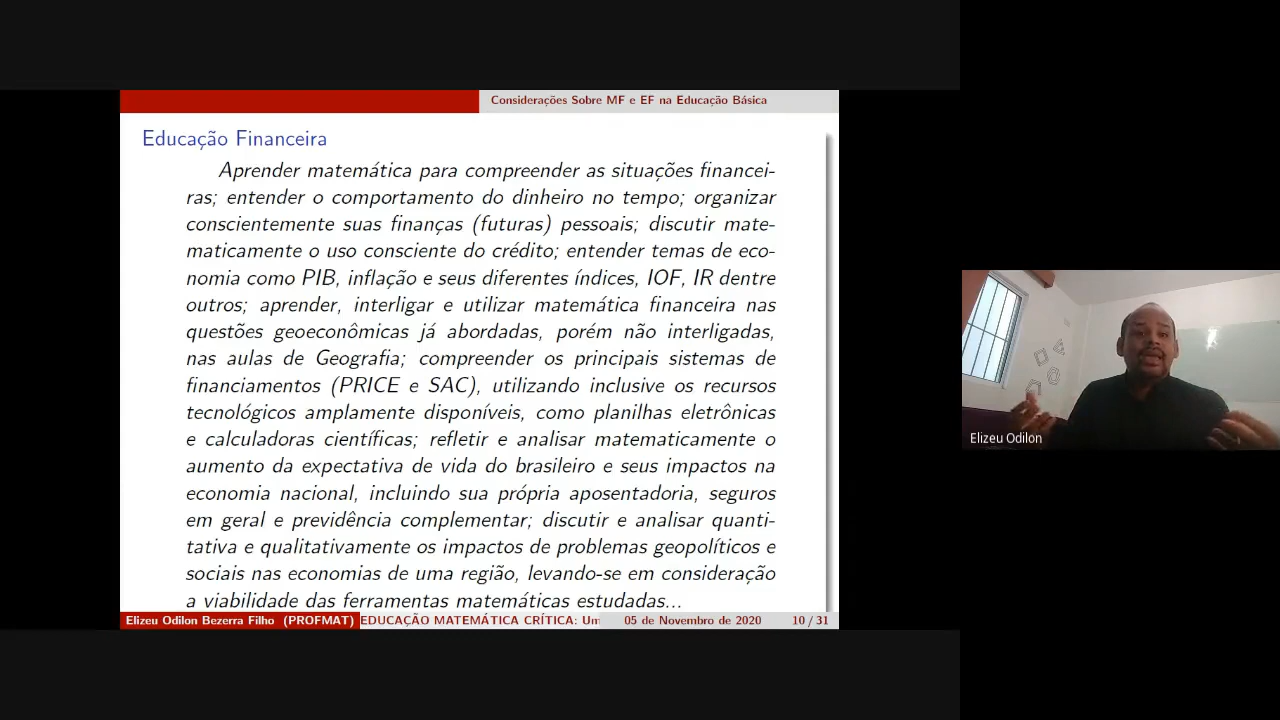 Considerações Sobre MF e EF na Educação Básica
Educação Financeira
Aprender matemática para compreender as situações financei-
ras; entender o comportamento do dinheiro no tempo; organizar
conscientemente suas finanças (futuras) pessoais; discutir mate-
maticamente o uso consciente do crédito; entender temas de eco-
nomia como PIB, inflação e seus diferentes índices, IOF, IR dentre
outros; aprender, interligar e utilizar matemática financeira nas
questões geoeconômicas já abordadas, porém não interligadas,
nas aulas de Geografia; compreender os principais sistemas de
financiamentos (PRICE e SAC), utilizando inclusive os recursos
tecnológicos amplamente disponíveis, como planilhas eletrônicas
e calculadoras científicas; refletir e analisar matematicamente o
aumento da expectativa de vida do brasileiro e seus impactos na
economia nacional, incluindo sua própria aposentadoria, seguros
em geral e previdência complementar; discutir e analisar quanti-
tativa e qualitativamente os impactos de problemas geopolíticos e
sociais nas economias de uma região, levando-se em consideração
a viabilidade das ferramentas matemáticas estudadas...
Elizeu Odilon Bezerra Filho (PROFMAT) EDUCAÇÃO MATEMÁTICA CRÍTICA: Um 05 de Novembro de 2020 10 / 31
Elizeu Odilon